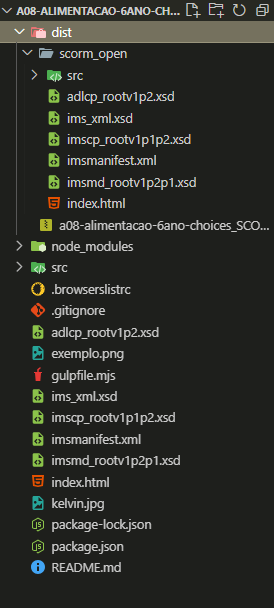 A08-ALIMENTACAO-6ANO-CH...
dist
scorm_open
src
adlcp_rootv1p2.xsd
ims_xml.xsd
imscp_rootv1p1p2.xsd
imsmanifest.xml
imsmd_rootv1p2p1.xsd
index.html
a08-alimentacao-6ano-choices_SCO...
node_modules
src
.browserslistrc
.gitignore
adlcp_rootv1p2.xsd
exemplo.png
gulpfile.mjs
ims_xml.xsd
imscp_rootv1p1p2.xsd
imsmanifest.xml
imsmd_rootv1p2p1.xsd
index.html
kelvin.jpg
package-lock.json
package.json
README.md